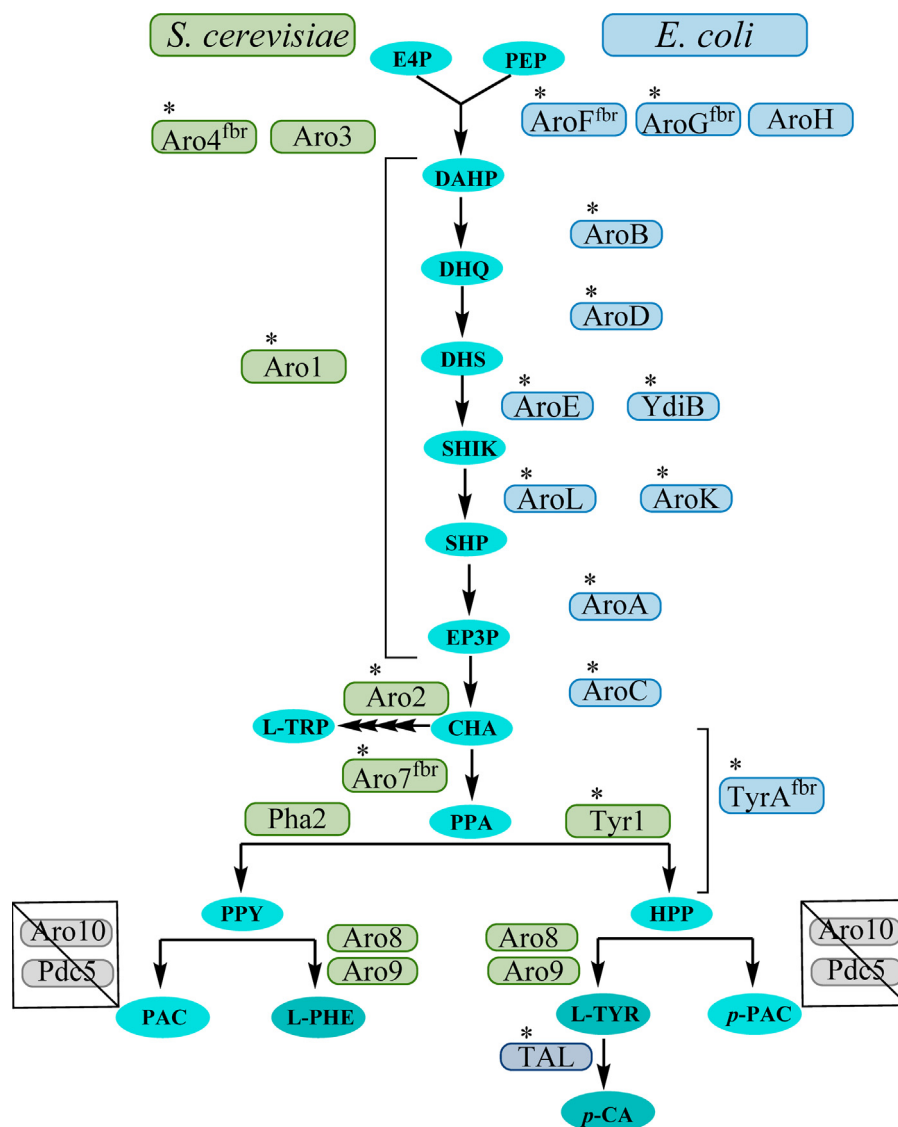 S. cerevisiae
E. coli
E4P
PEP
*
*
*
Aro4fbr
Aro3
AroFfbr
AroGfbr
AroH
DAHP
*
AroB
DHQ
*
AroD
*
Aro1
DHS
*
*
AroE
YdiB
SHIK
*
*
AroL
AroK
SHP
*
AroA
EP3P
*
Aro2
*
AroC
L-TRP
CHA
*
Aro7fbr
*
TyrAfbr
Pha2
PPA
*
Tyr1
PPY
HPP
Aro10
Pdc5
Aro8
Aro9
Aro8
Aro9
Aro10
Pdc5
PAC
L-PHE
L-TYR
p-PAC
*
TAL
p-CA